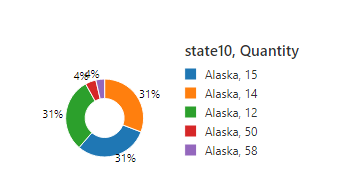 state10, Quantity
Alaska, 15
Alaska, 14
Alaska, 12
Alaska, 50
Alaska, 58
4%
4%
31%
31%
31%